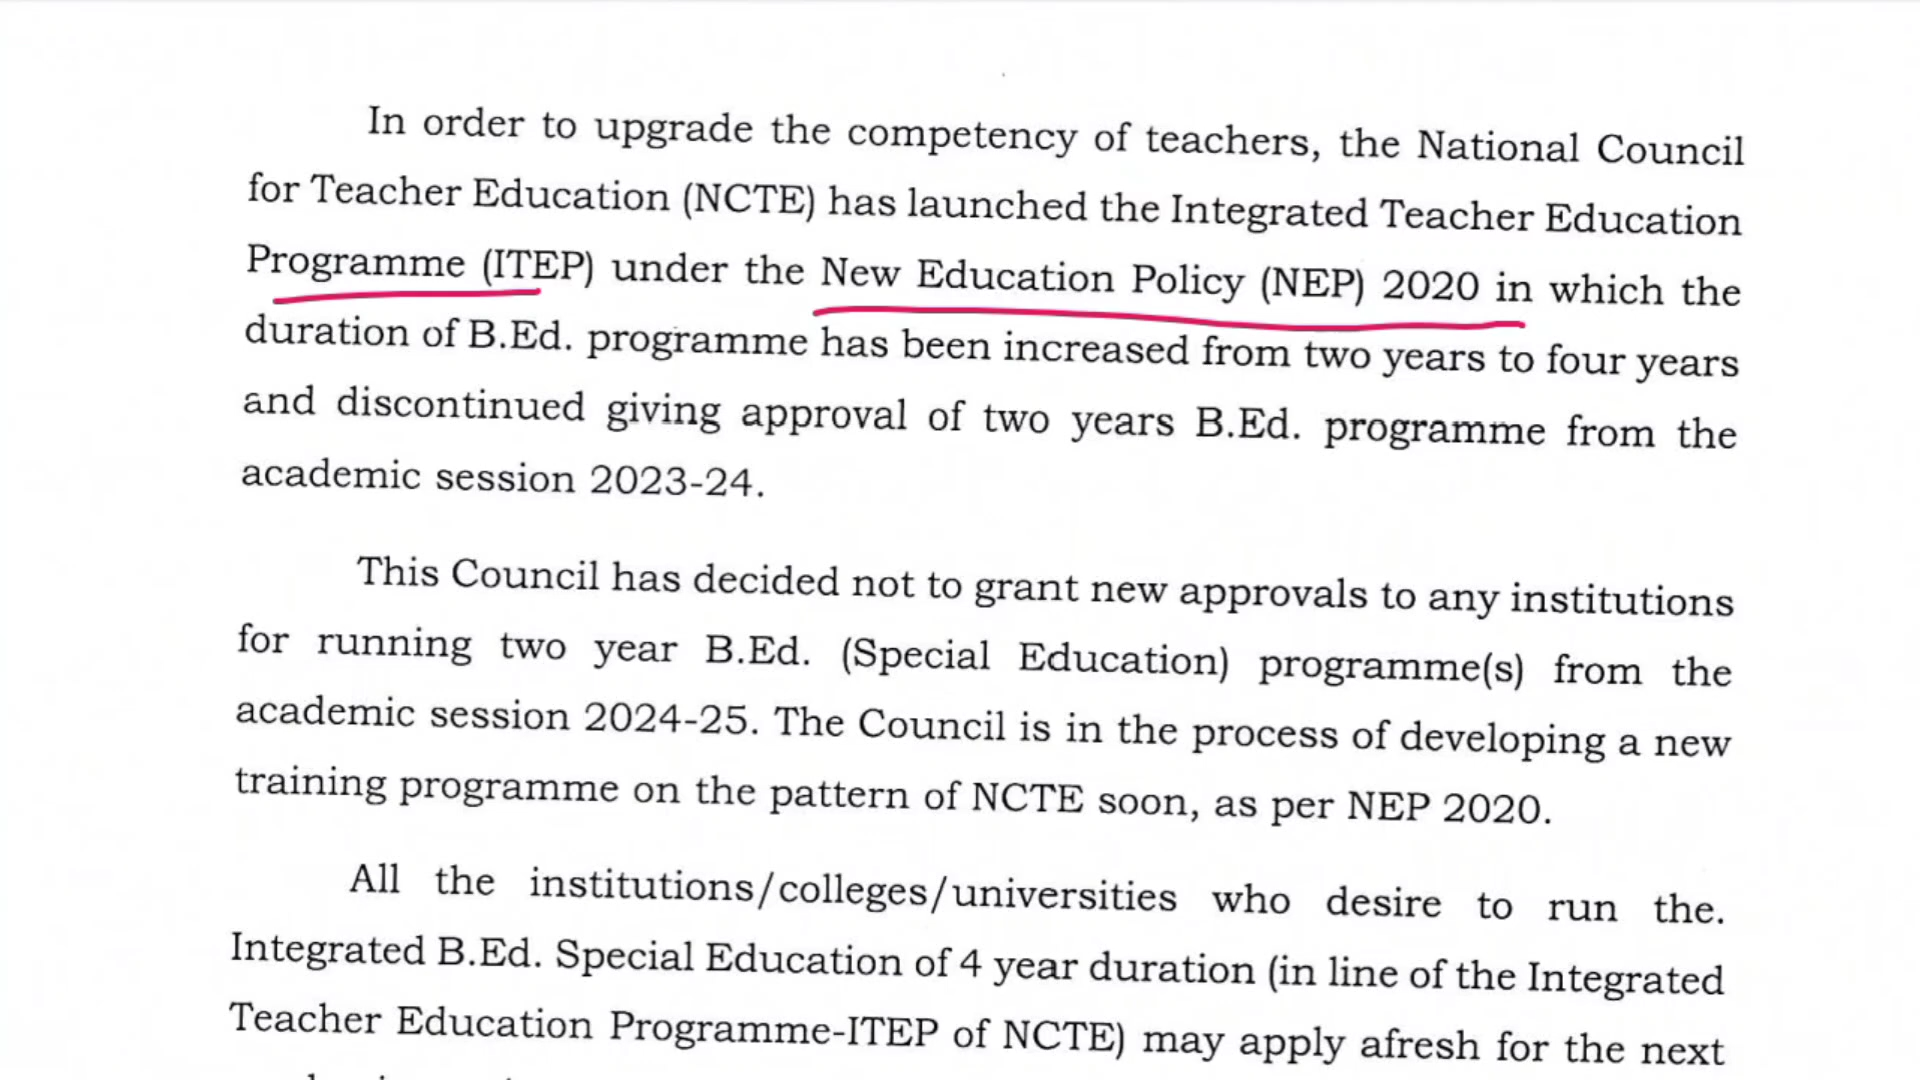 In order to upgrade the competency of teachers, the National Council
for Teacher Education (NCTE) has launched the Integrated Teacher Education
Programme (ITEP) under the New Education Policy (NEP) 2020 in which the
duration of B.Ed. programme has been increased from two years to four years
and discontinued giving approval of two years B.Ed. programme from the
academic session 2023-24.
This Council has decided not to grant new approvals to any institutions
for running two year B.Ed. (Special Education) programme(s) from the
academic session 2024-25. The Council is in the process of developing a new
training programme on the pattern of NCTE soon, as per NEP 2020.
All the institutions/colleges/universities who desire to run the.
Integrated B.Ed. Special Education of 4 year duration (in line of the Integrated
Teacher Education Programme-ITEP of NCTE) may apply afresh for the next